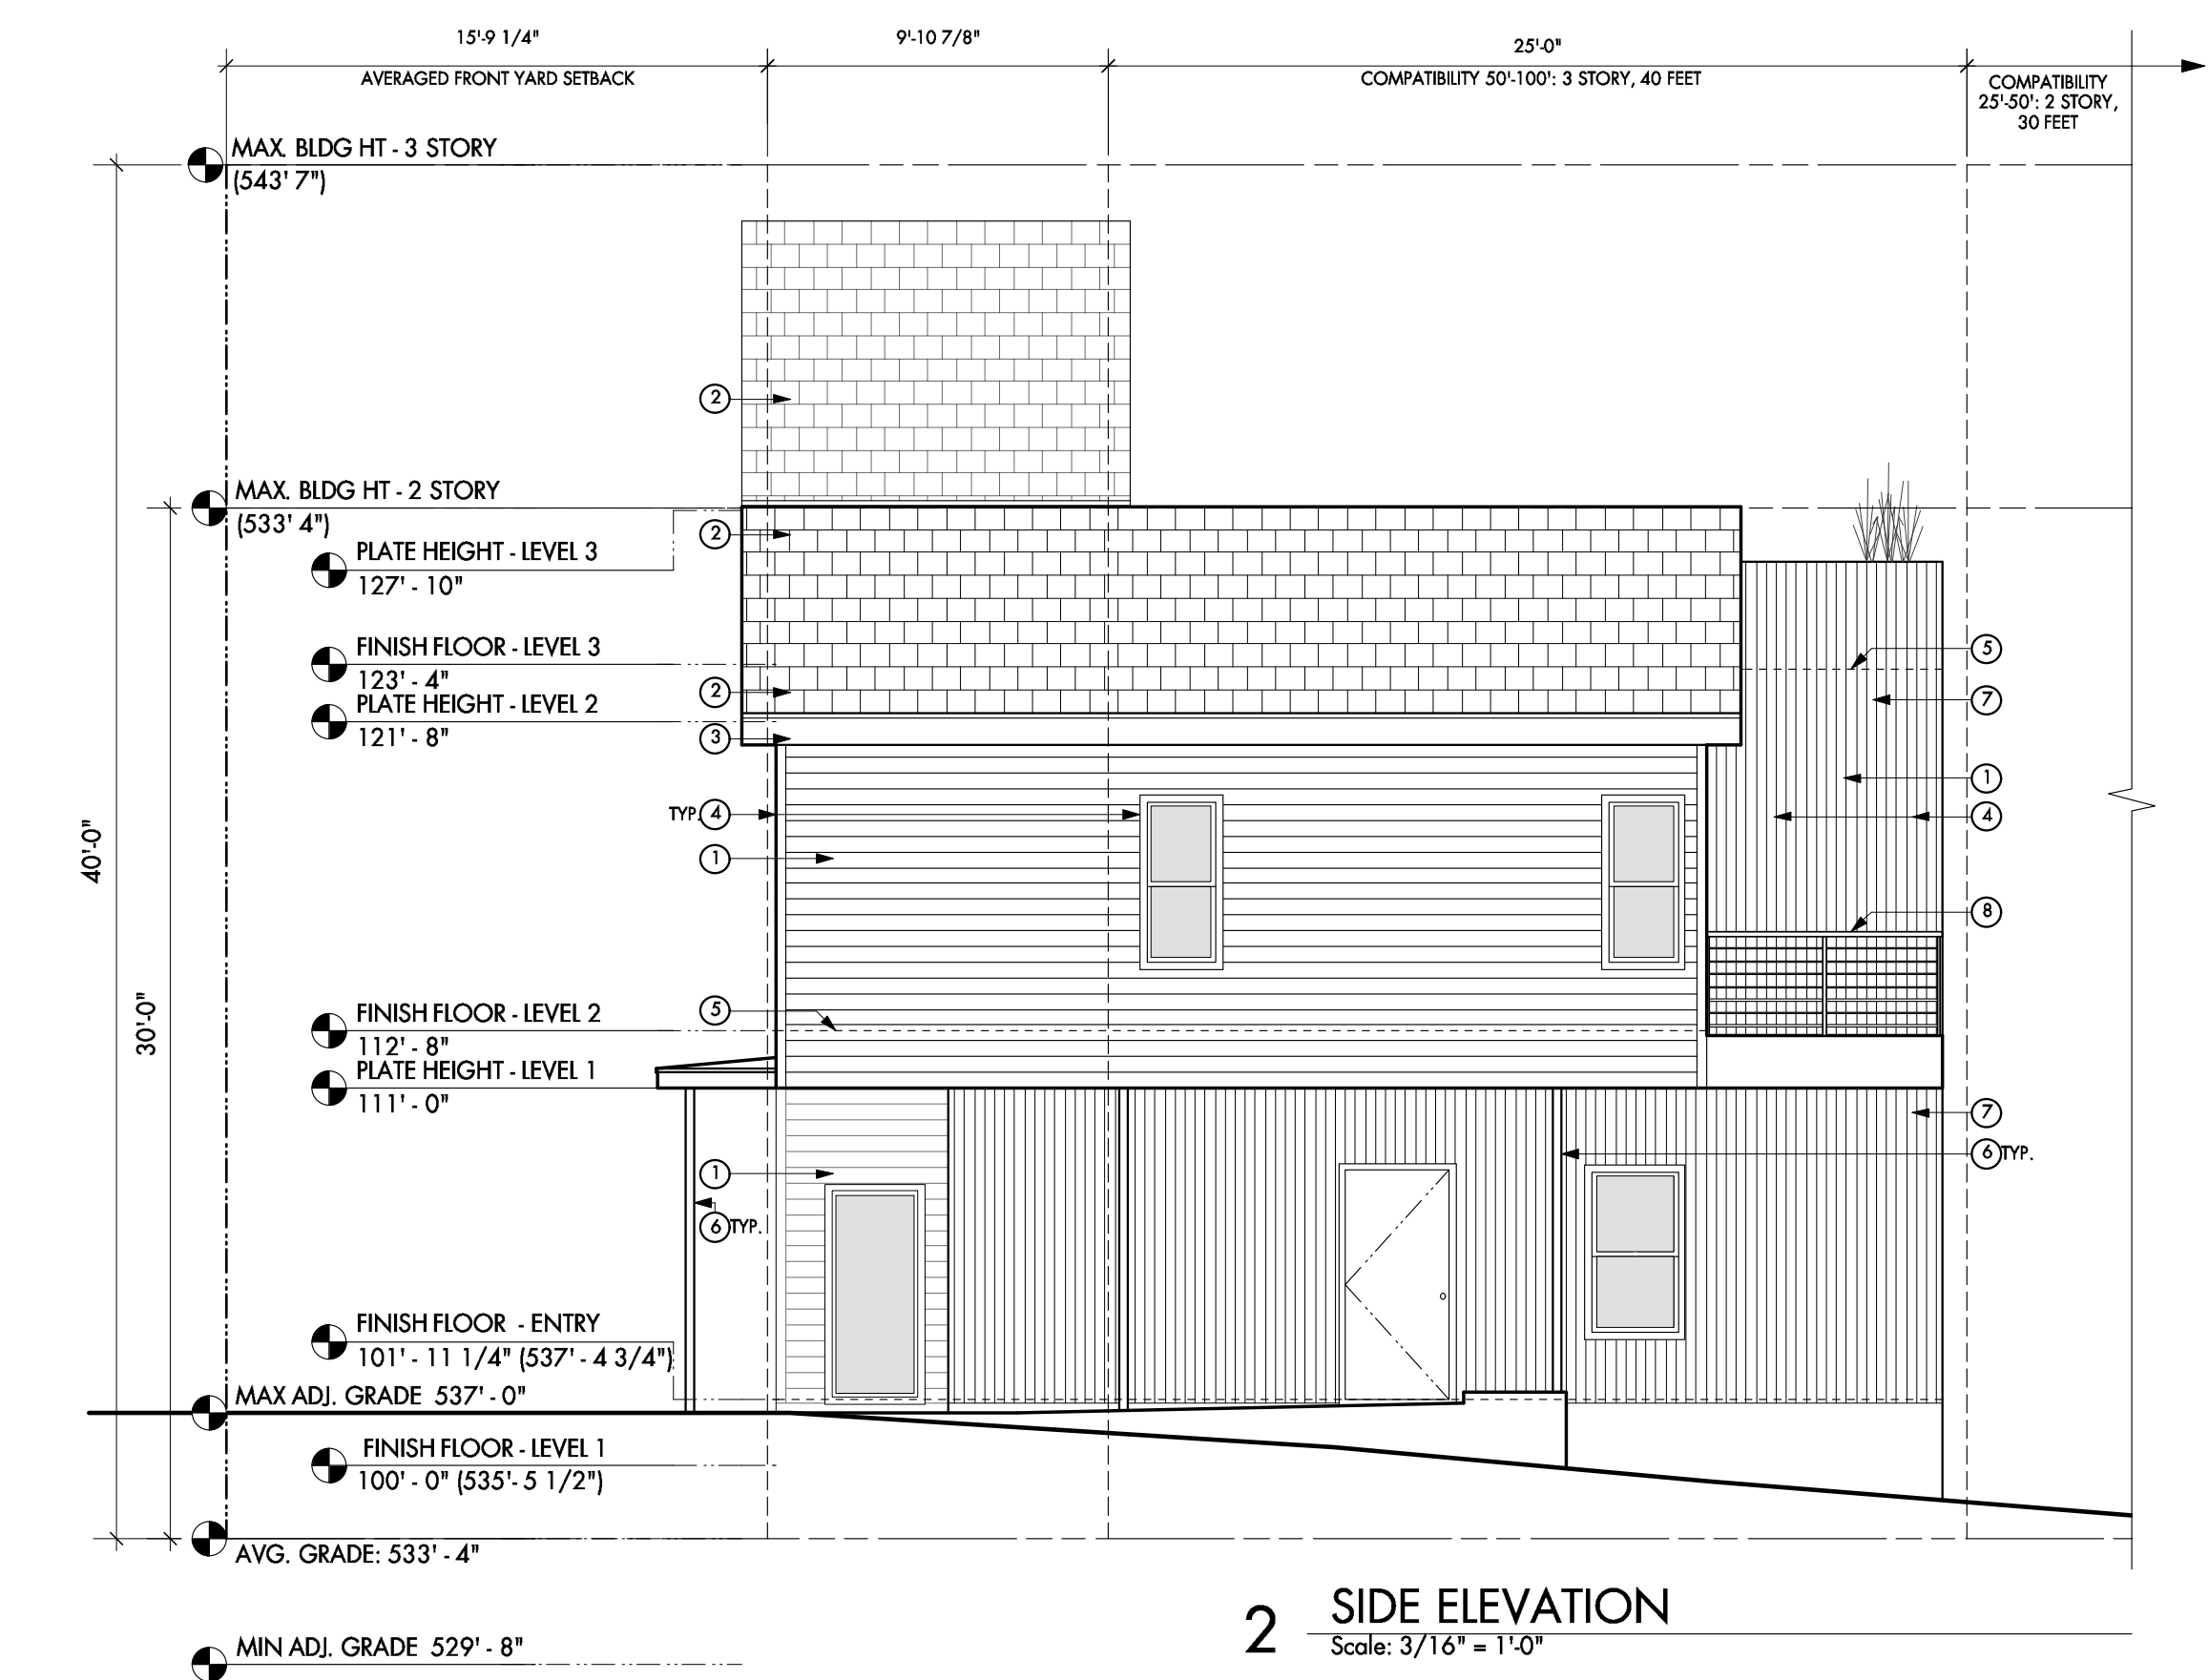 15'-9 1/4"
9'-10 7/8"
25'-0"
AVERAGED FRONT YARD SETBACK
COMPATIBILITY 50'-100': 3 STORY, 40 FEET
COMPATIBILITY
25'-50': 2 STORY,
30 FEET
MAX. BLDG HT - 3 STORY
(543' 7")
2
MAX. BLDG HT - 2 STORY
(533' 4")
2
PLATE HEIGHT - LEVEL 3
127' - 10"
FINISH FLOOR - LEVEL 3
123' - 4"
5
2
7
PLATE HEIGHT - LEVEL 2
121' - 8"
3
1
TYP. 4
4
1
40'-0"
8
30'-0"
FINISH FLOOR - LEVEL 2
112' - 8"
5
PLATE HEIGHT - LEVEL 1
111' - 0"
7
6 TYP.
1
6 TYP.
FINISH FLOOR - ENTRY
101' - 11 1/4" (537' - 4 3/4")
MAX ADJ. GRADE 537' - 0"
FINISH FLOOR - LEVEL 1
100' - 0" (535'- 5 1/2")
AVG. GRADE: 533' - 4"
2 SIDE ELEVATION
Scale: 3/16" = 1'-0"
MIN ADJ. GRADE 529' - 8"